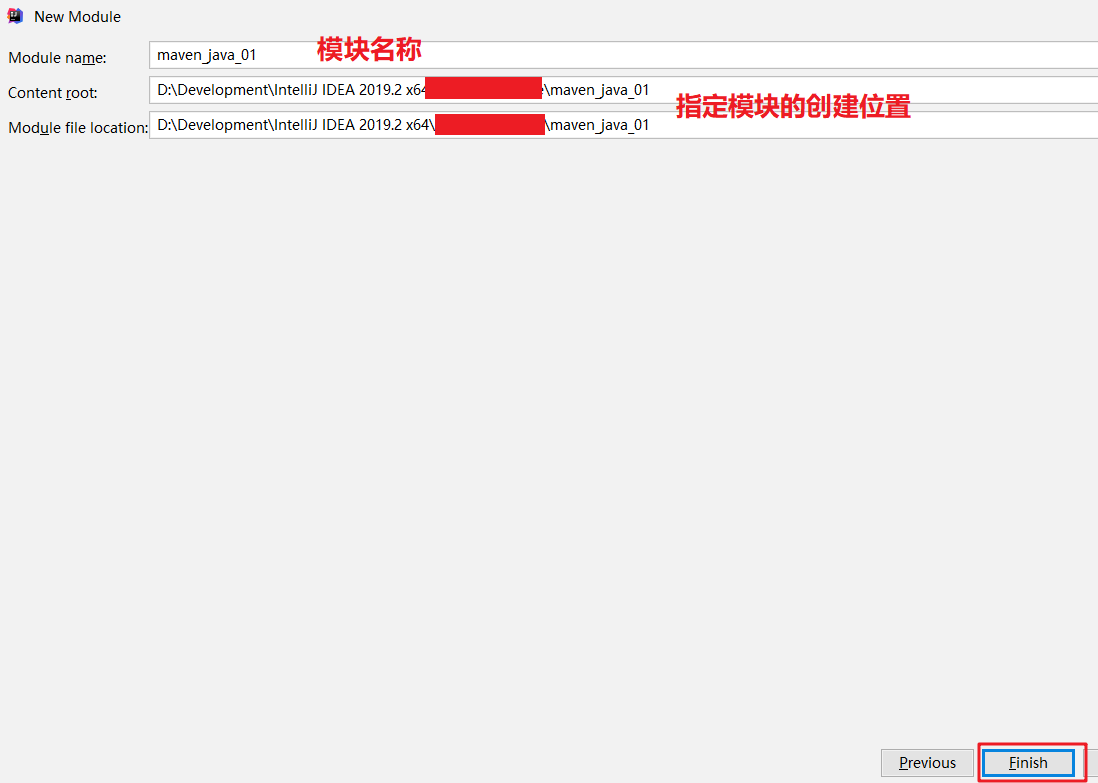 New Module
Module name: maven_java_01 模块名称
Content root: D:\Development\IntelliJ IDEA 2019.2 x64 \maven_java_01
指定模块的创建位置
Module file location: D:\Development\IntelliJ IDEA 2019.2 x64\ \maven_java_01
Previous Finish